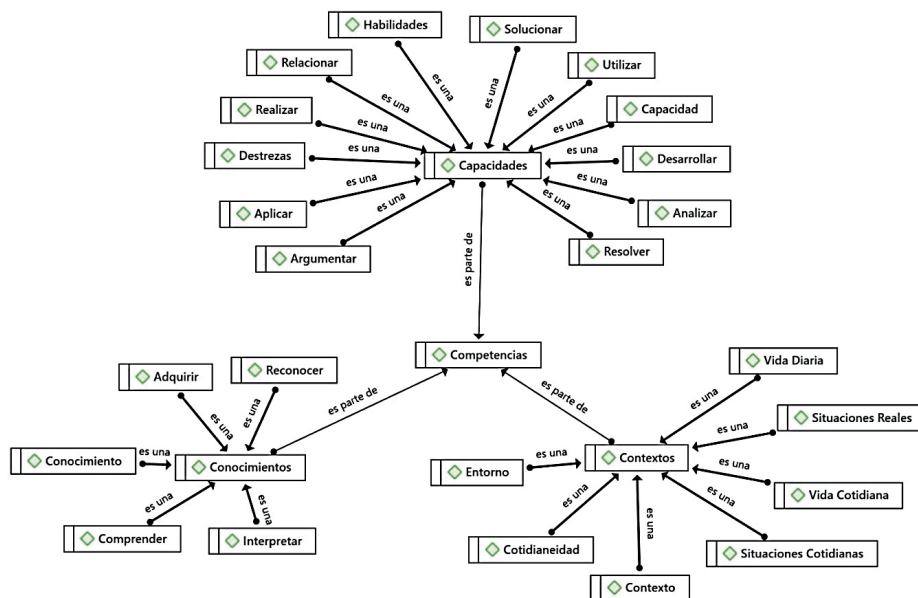 Habilidades
Solucionar
Relacionar
Utilizar
es una
es una
es una
es una
Realizar
Capacidad
es una
es una
Destrezas
es una
Capacidades
es una
Desarrollar
es una
es una
Aplicar
Analizar
es una
es una
Argumentar
Resolver
es parte de
Competencias
Vida Diaria
Adquirir
Reconocer
es parte de
es parte de
es una
Situaciones Reales
es una
es una
es una
Conocimiento
es una
Conocimientos
Entorno
es una
Contextos
es una
Vida Cotidiana
es una
es una
es una
es una
es una
Comprender
Interpretar
Cotidianeidad
Situaciones Cotidianas
Contexto